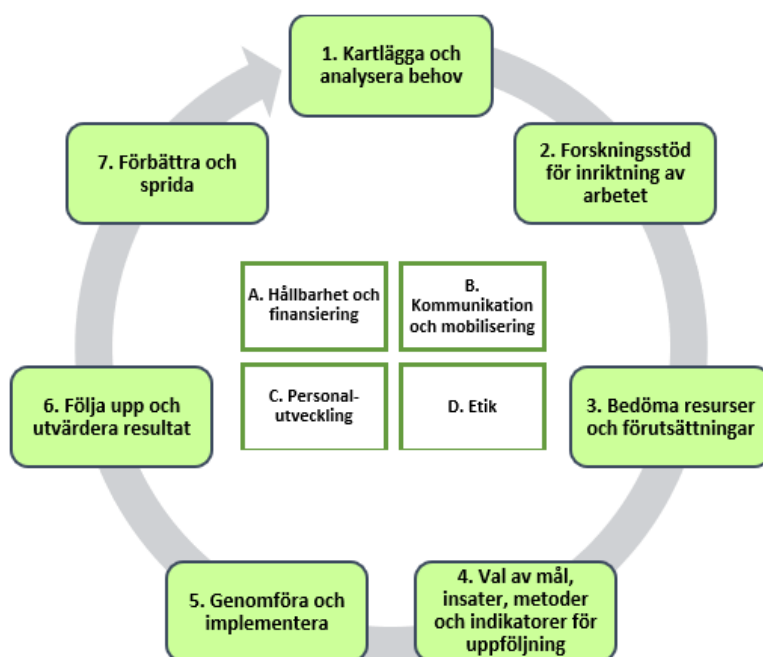 1. Kartlägga och
analysera behov
2. Forskningsstöd
för inriktning av
arbetet
3. Bedöma resurser
och förutsättningar
4. Val av mål,
insater, metoder
och indikatorer för
uppföljning
5. Genomföra och
implementera
6. Följa upp och
utvärdera resultat
7. Förbättra och
sprida
A. Hållbarhet och
finansiering
B.
Kommunikation
och mobilisering
C. Personal-
utveckling
D. Etik